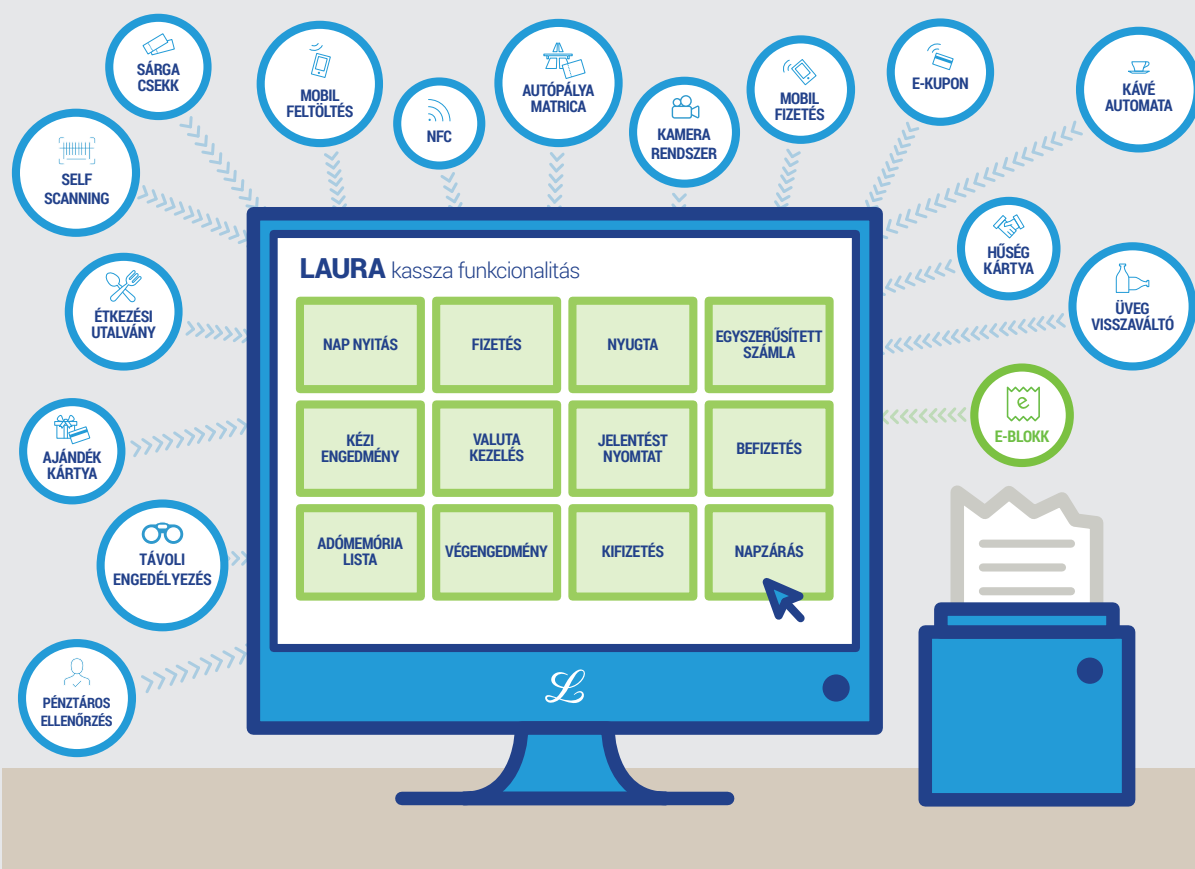 SÁRGA
CSEKK
MOBIL
FELTÖLTÉS
NFC
AUTÓPÁLYA
MATRICA
KAMERA
RENDSZER
MOBIL
FIZETÉS
E-KUPON
KÁVÉ
AUTOMATA
SELF
SCANNING
HŰSÉG
KÁRTYA
ÉTKEZÉSI
UTALVÁNY
ÜVEG
VISSZAVÁLTÓ
AJÁNDÉK
KÁRTYA
e
E-BLOKK
TÁVOLI
ENGEDÉLYEZÉS
PÉNZTÁROS
ELLENŐRZÉS
LAURA kassza funkcionalitás
NAP NYITÁS
FIZETÉS
NYUGTA
EGYSZERŰSÍTETT
SZÁMLA
KÉZI
ENGEDMÉNY
VALUTA
KEZELÉS
JELENTÉST
NYOMTAT
BEFIZETÉS
ADÓMEMÓRIA
LISTA
VÉGENGEDMÉNY
KIFIZETÉS
NAPZÁRÁS
L